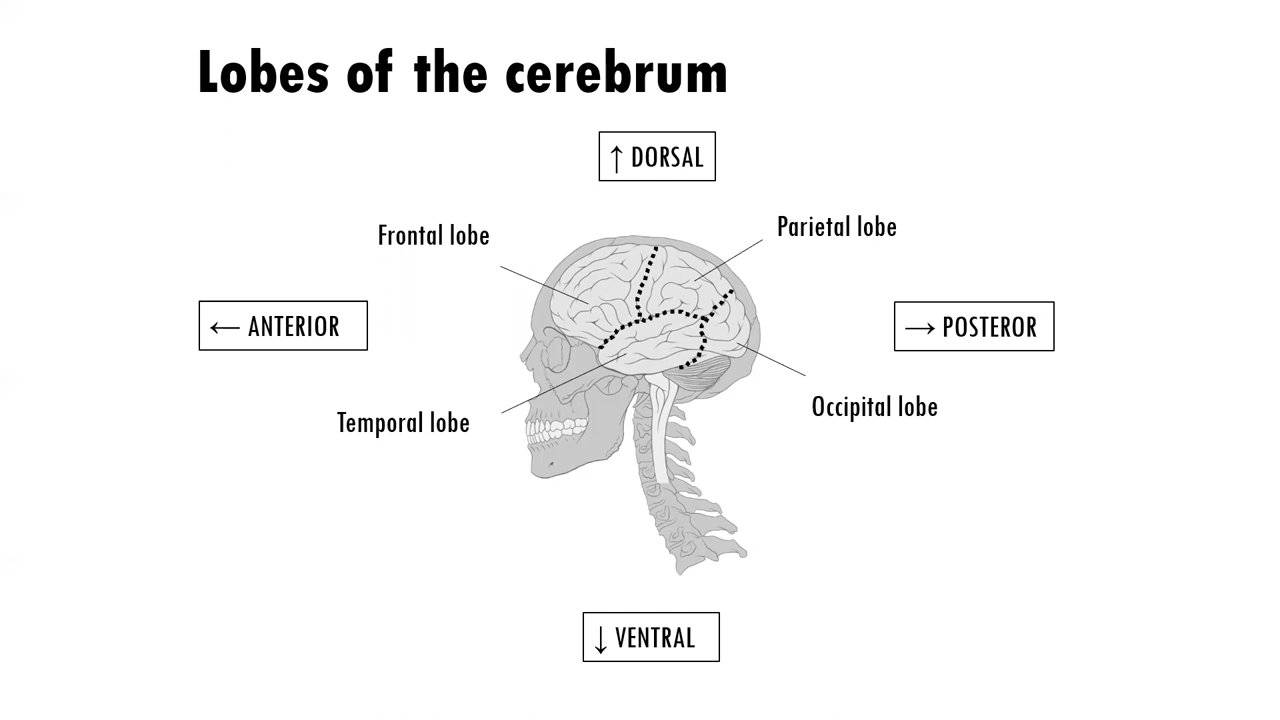 Lobes of the cerebrum
↑ DORSAL
Frontal lobe
Parietal lobe
← ANTERIOR
→ POSTEROR
Temporal lobe
Occipital lobe
↓ VENTRAL